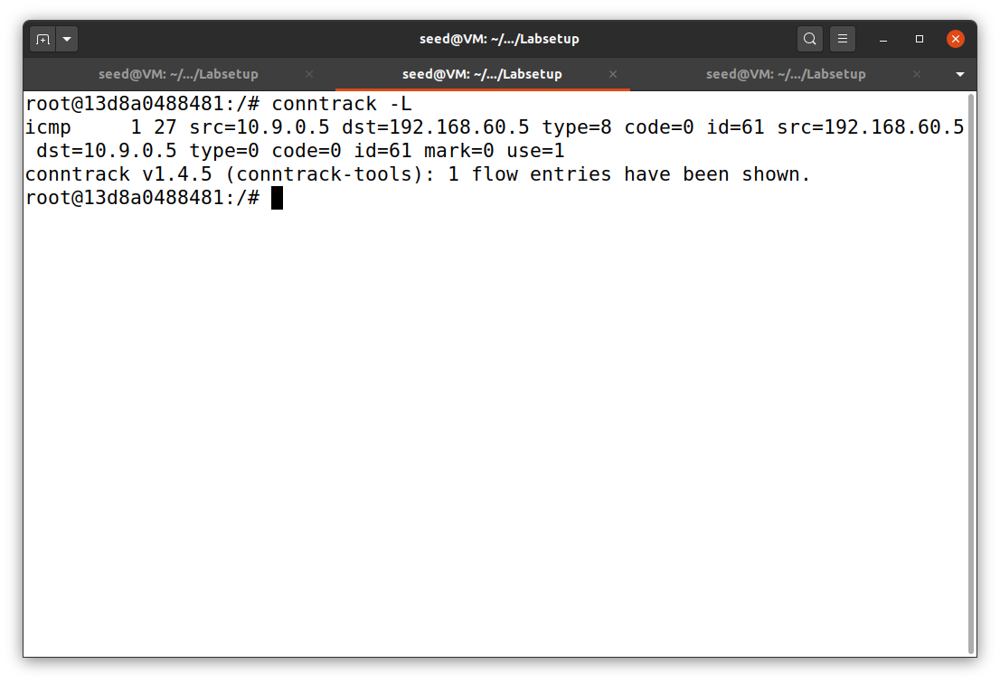 seed@VM: ~/.../Labsetup
seed@VM: ~/.../Labsetup
seed@VM: ~/.../Labsetup
seed@VM: ~/.../Labsetup
root@13d8a0488481:/# conntrack -L
icmp     1 27 src=10.9.0.5 dst=192.168.60.5 type=8 code=0 id=61 src=192.168.60.5
 dst=10.9.0.5 type=0 code=0 id=61 mark=0 use=1
conntrack v1.4.5 (conntrack-tools): 1 flow entries have been shown.
root@13d8a0488481:/#